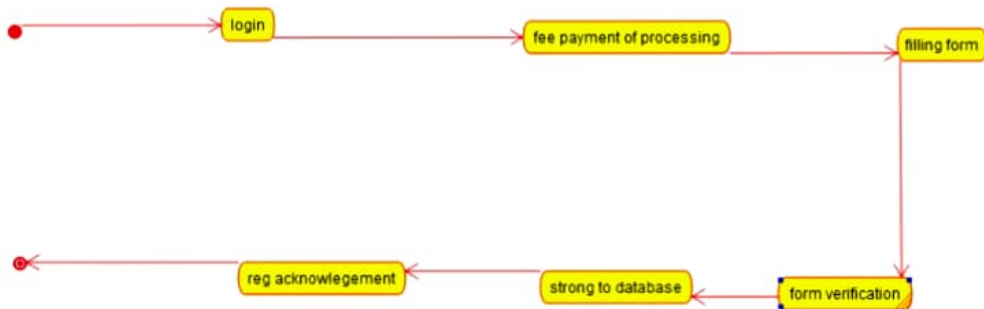 login
fee payment of processing
filling form
form verification
strong to database
reg acknowlegement